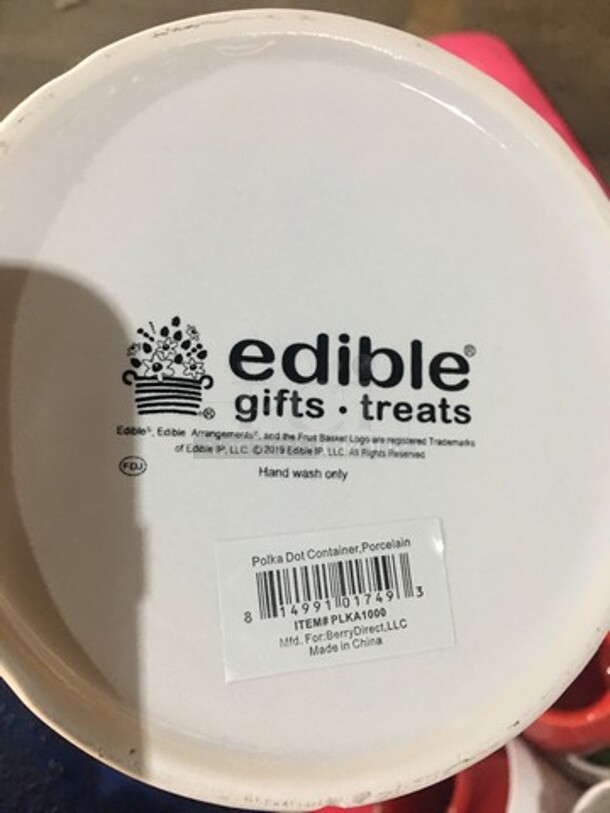 edible®
gifts · treats
®
Edible®, Edible Arrangements®, and the Fruit Basket Logo are registered Trademarks
of Edible IP, LLC. ©2019 Edible IP, LLC. All Rights Reserved
FDJ
Hand wash only
Polka Dot Container,Porcelain
8 14991 01749 3
ITEM# PLKA1000
Mfd. For:BerryDirect,LLC
Made in China